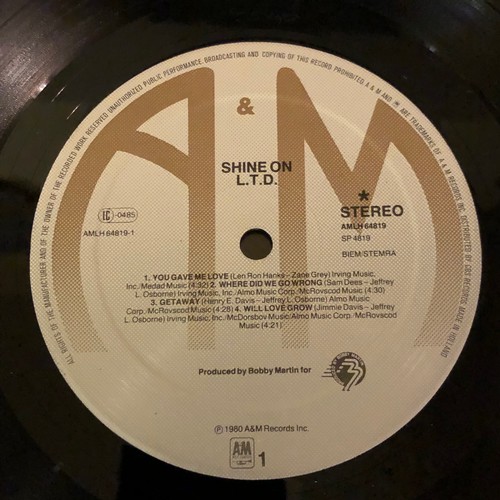 ALL RIGHTS OF THE MANUFACTURER AND OF THE OWNER OF THE RECORDED WORK RESERVED UNAUTHORIZED PUBLIC PERFORMANCE, BROADCASTING AND COPYING OF THIS RECORD PROHIBITED A & M AND ARE TRADEMARKS OF A&M RECORDS INC. DISTRIBUTED BY CBS RECORDS. MADE IN HOLLAND
A & M
SHINE ON
L.T.D.
LC -0485
AMLH 64819-1
* STEREO
AMLH 64819
SP 4819
BIEM/STEMRA
1. YOU GAVE ME LOVE (Len Ron Hanks – Zane Grey) Irving Music,
Inc./Medad Music (4:32) 2. WHERE DID WE GO WRONG (Sam Dees – Jeffrey
L. Osborne) Irving Music, Inc/Almo Music Corp./McRovscod Music (4:30)
3. GETAWAY (Henry E. Davis – Jeffrey L. Osborne) Almo Music
Corp./McRovscod Music (4:28) 4. WILL LOVE GROW (Jimmie Davis – Jeffrey
L. Osborne) Irving Music, Inc/McDorsbov Music/Almo Music Corp./McRovscod
Music (4:21)
Produced by Bobby Martin for
℗ 1980 A&M Records Inc.
A&M
1